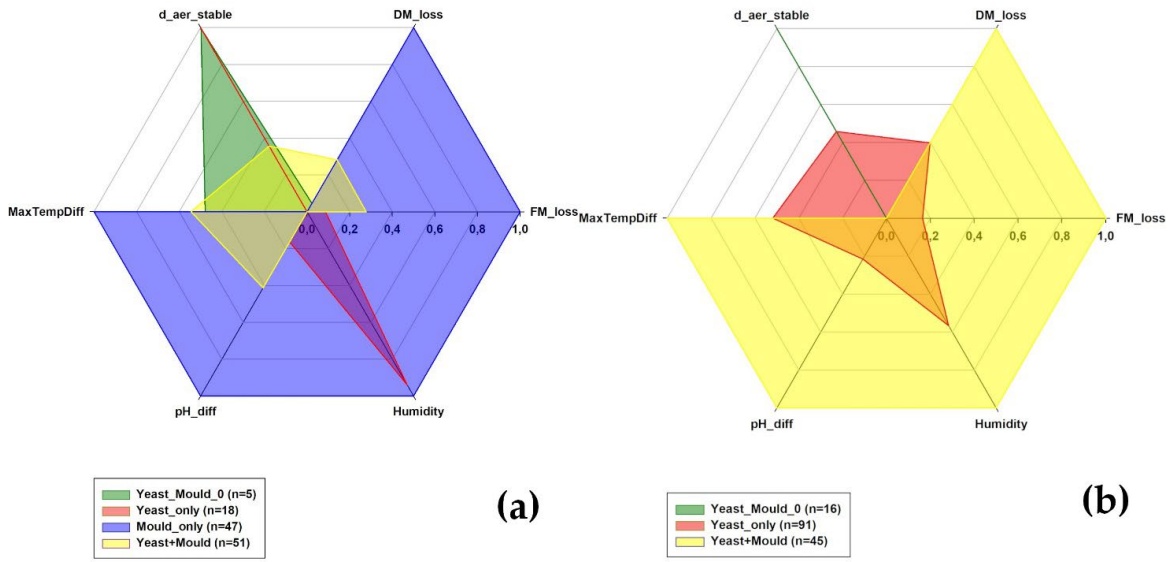 d_aer_stable
DM_loss
MaxTempDiff
FM_loss
0,0 0,2 0,4 0,6 0,8 1,0
pH_diff
Humidity
Yeast_Mould_0 (n=5)
Yeast_only (n=18)
Mould_only (n=47)
Yeast+Mould (n=51)
(a)
d_aer_stable
DM_loss
MaxTempDiff
FM_loss
0,0 0,2 0,4 0,6 0,8 1,0
pH_diff
Humidity
Yeast_Mould_0 (n=16)
Yeast_only (n=91)
Yeast+Mould (n=45)
(b)